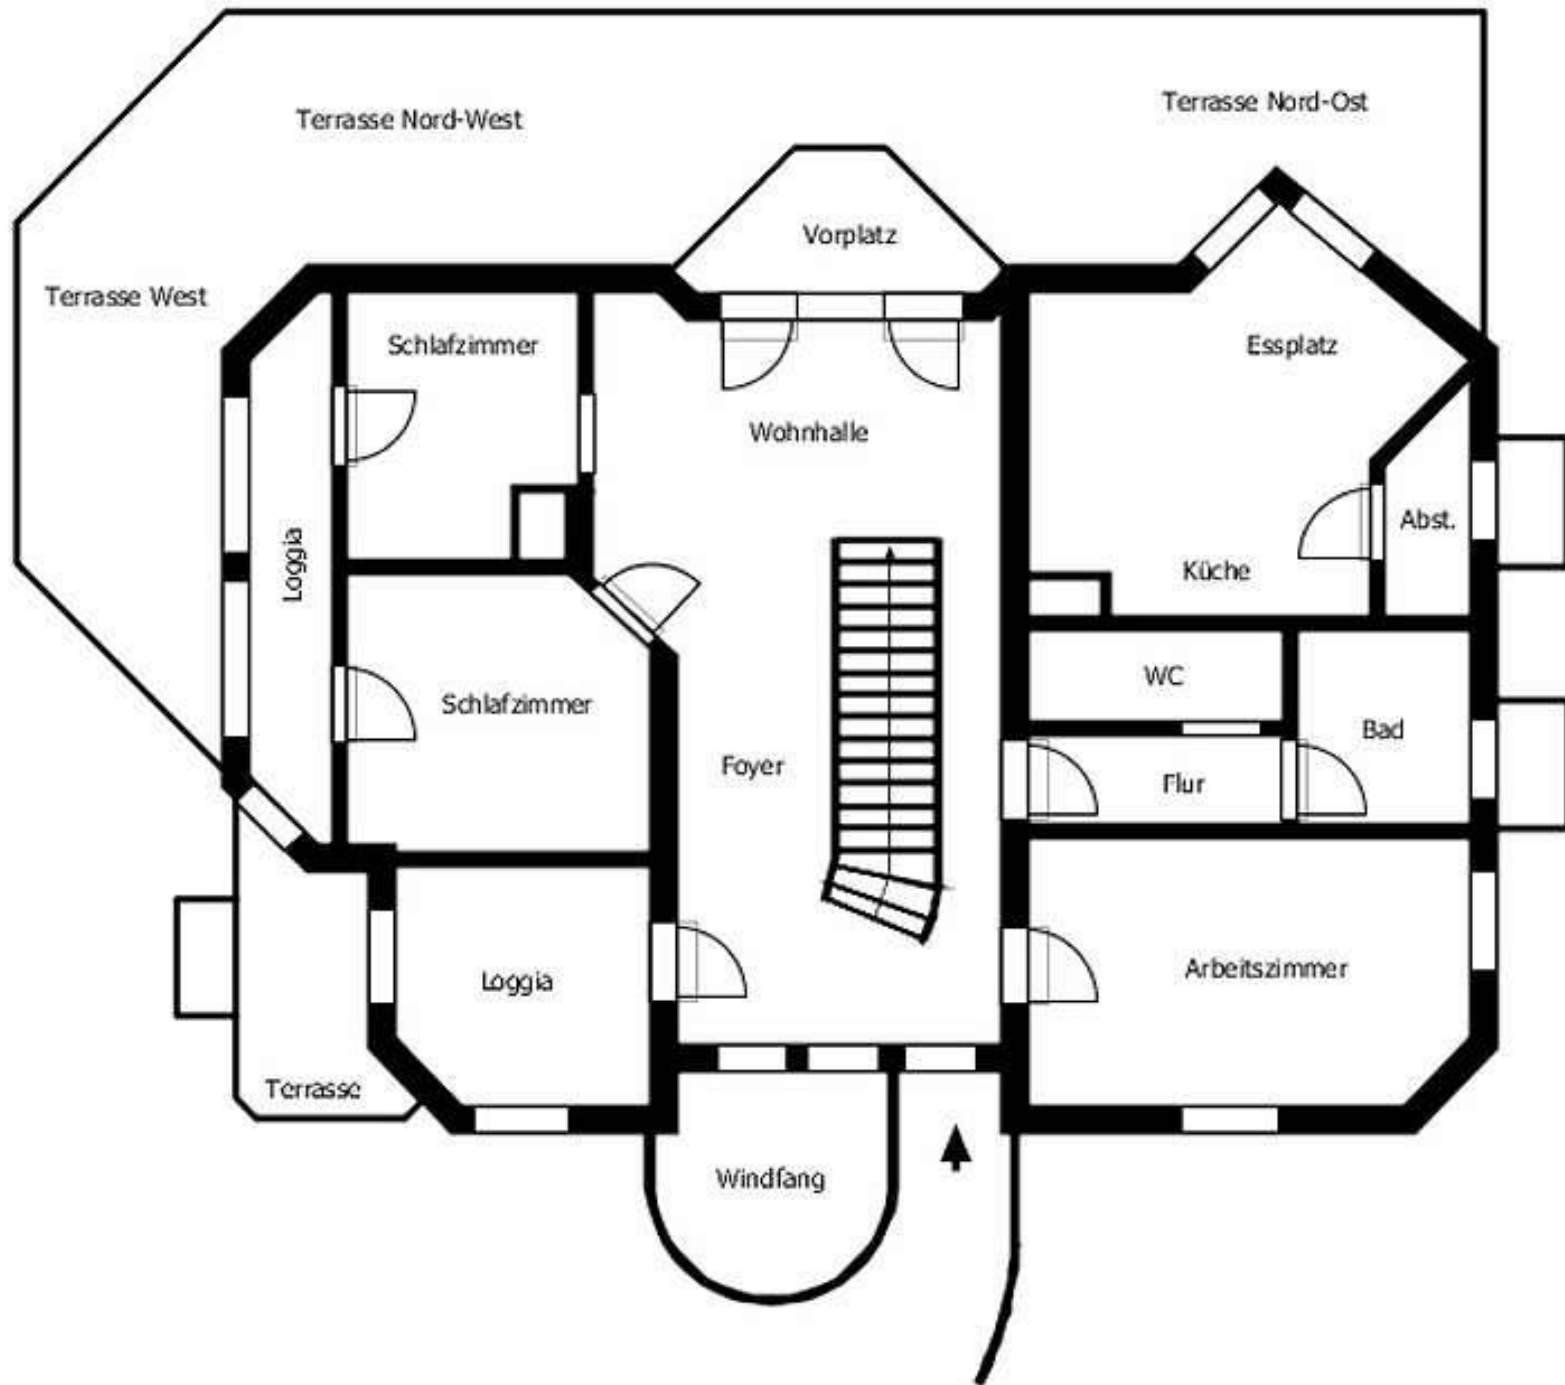 Terrasse Nord-West
Terrasse Nord-Ost
Vorplatz
Terrasse West
Schlafzimmer
Essplatz
Wohnhalle
Abst.
Loggia
Küche
WC
Schlafzimmer
Bad
Foyer
Flur
Arbeitszimmer
Loggia
Terrasse
Windfang